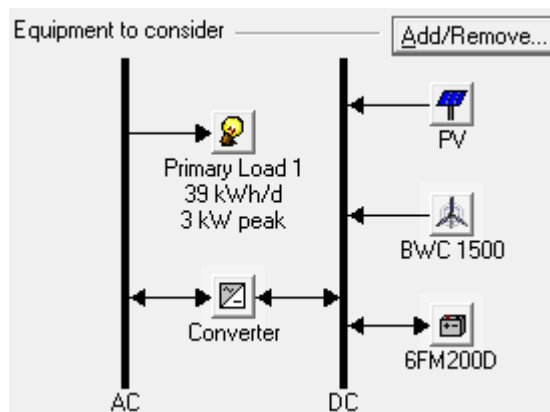 Equipment to consider
Add/Remove...
PV
Primary Load 1
39 kWh/d
3 kW peak
BWC 1500
Converter
6FM200D
AC
DC